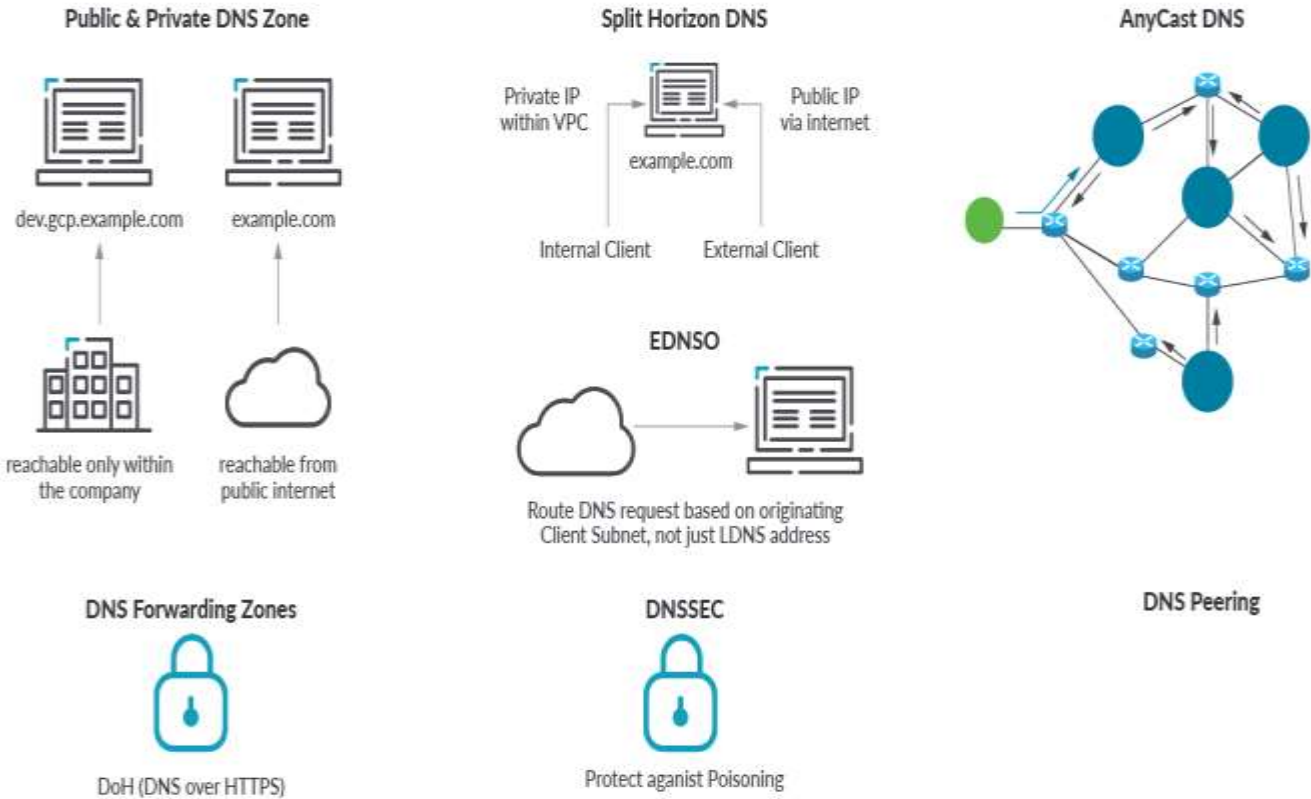 Public & Private DNS Zone
dev.gcp.example.com
example.com
reachable only within
the company
reachable from
public internet
Split Horizon DNS
Private IP
within VPC
Public IP
via internet
example.com
Internal Client
External Client
EDNSO
Route DNS request based on originating
Client Subnet, not just LDNS address
AnyCast DNS
DNS Forwarding Zones
DoH (DNS over HTTPS)
DNSSEC
Protect aganist Poisoning
DNS Peering